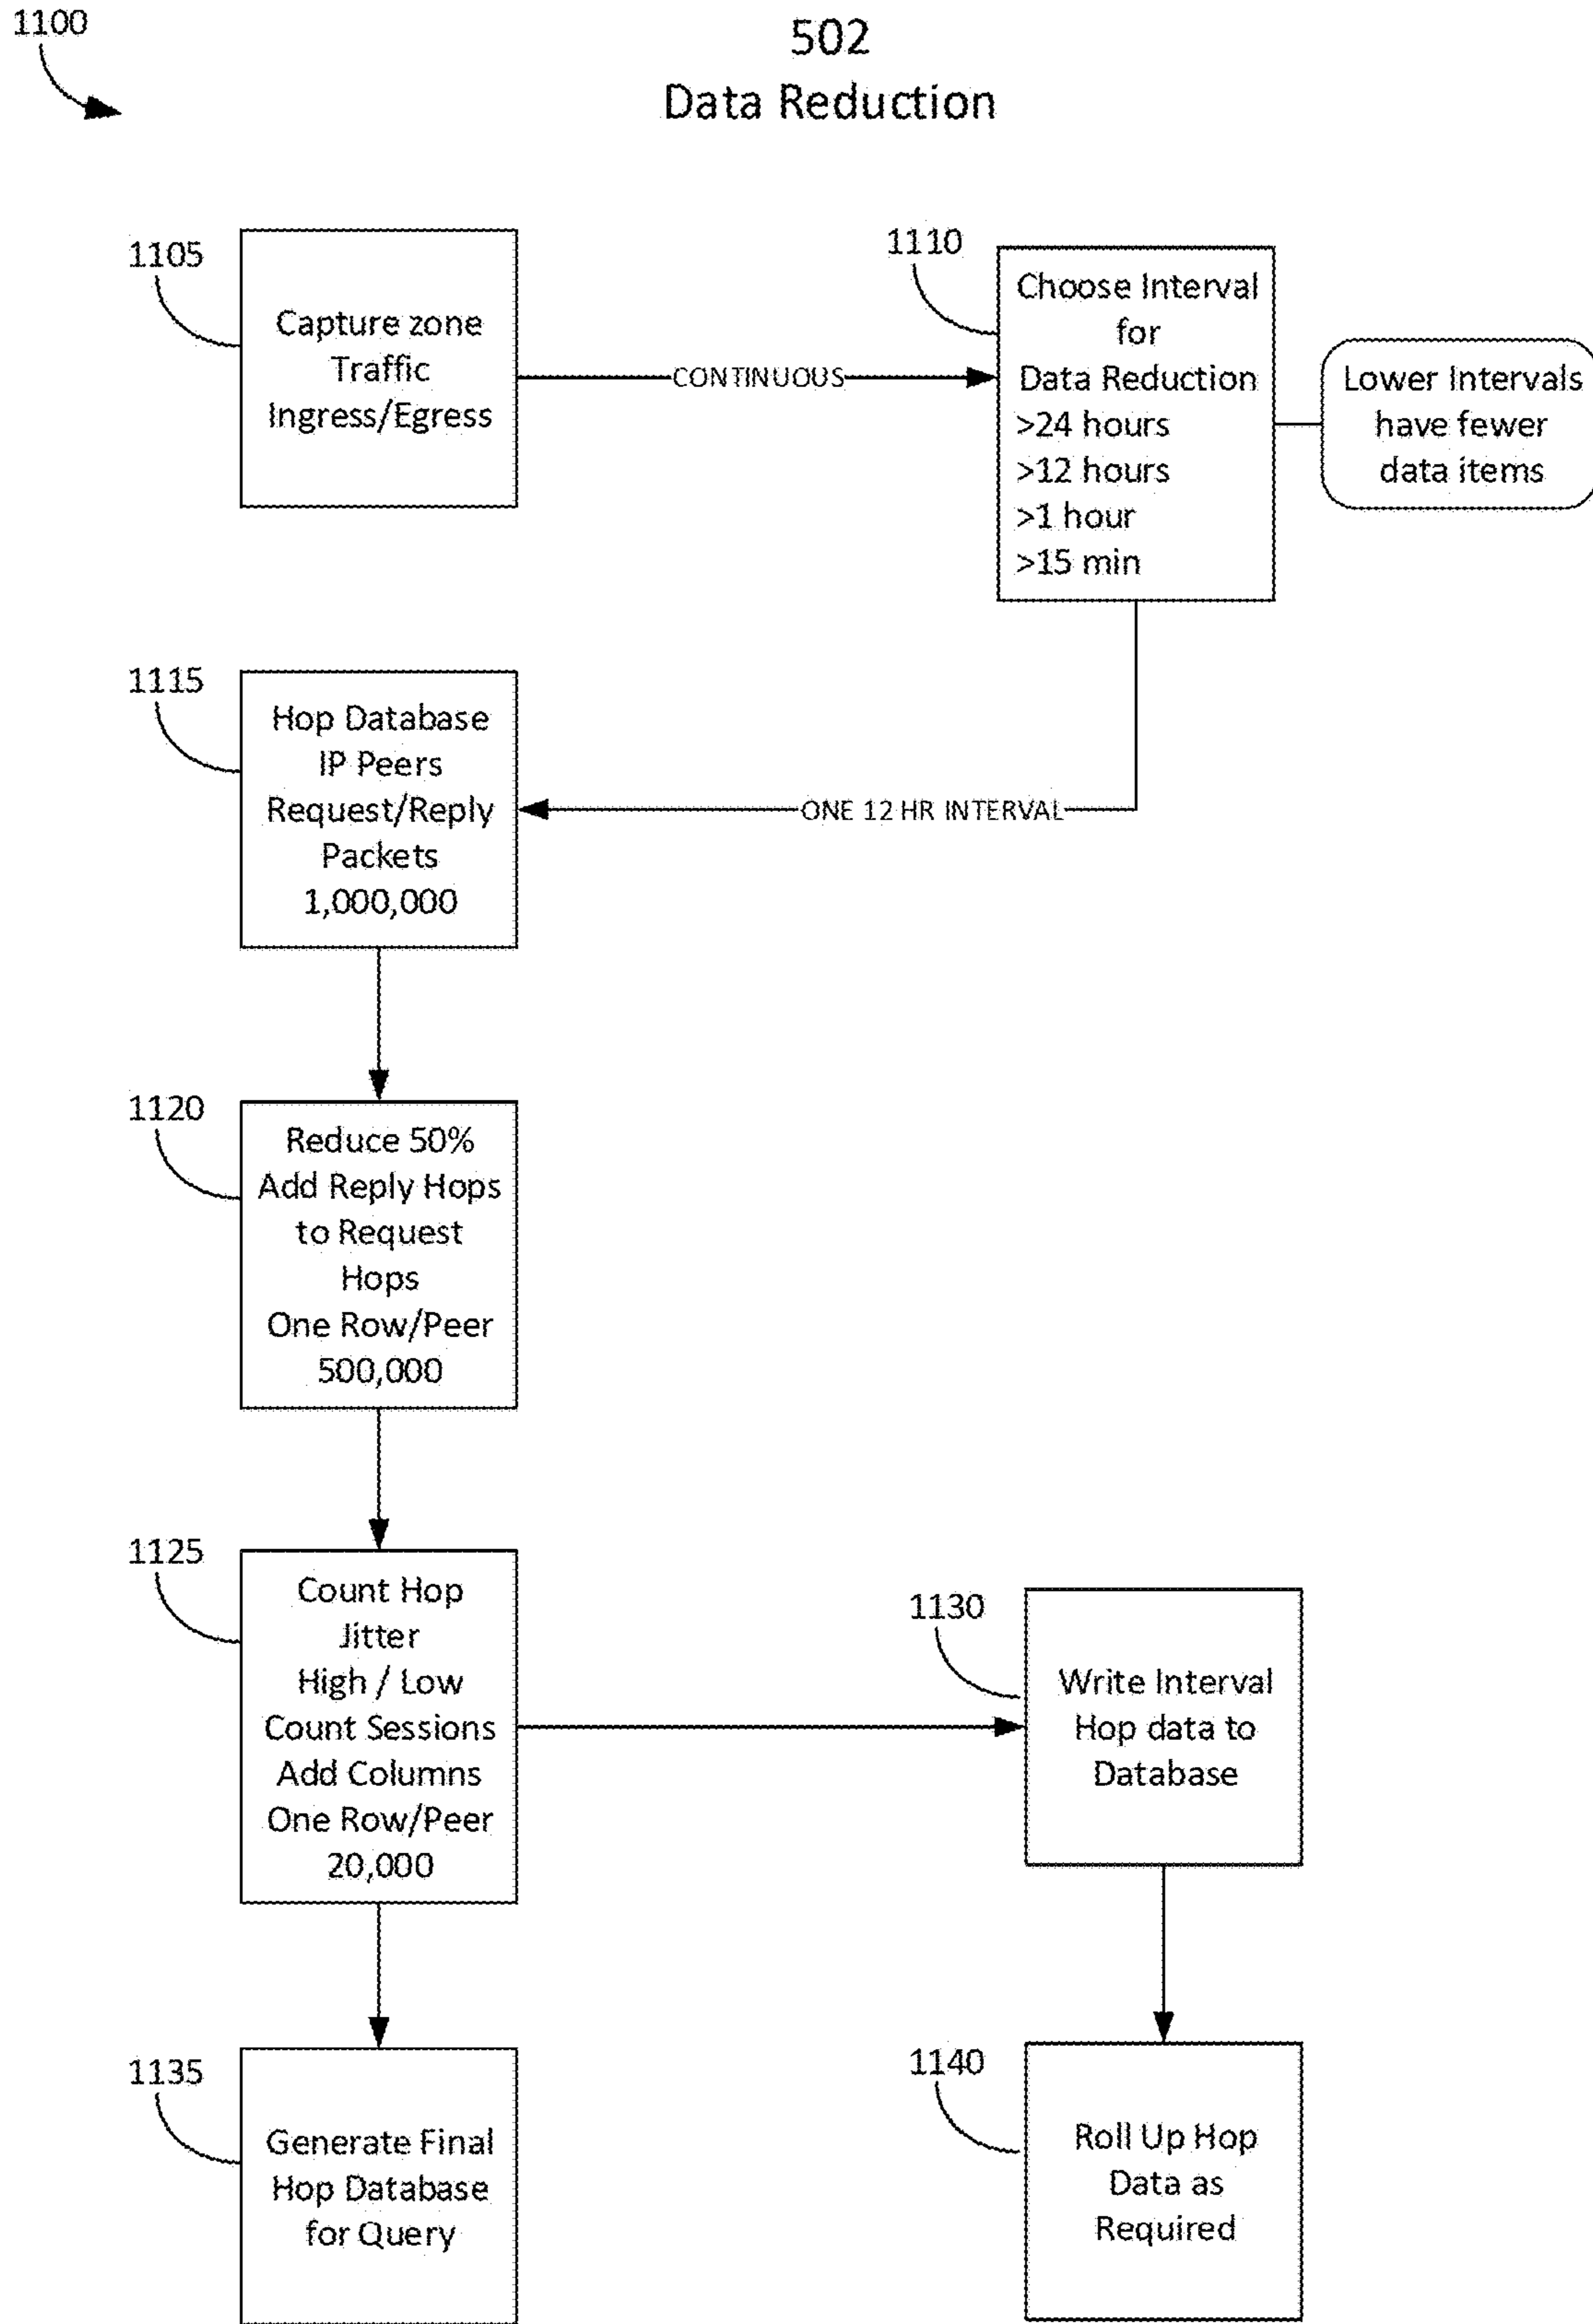 1100
502
Data Reduction
1105
Capture zone
Traffic
Ingress/Egress
CONTINUOUS
1110
Choose Interval
for
Data Reduction
>24 hours
>12 hours
>1 hour
>15 min
Lower Intervals
have fewer
data items
ONE 12 HR INTERVAL
1115
Hop Database
IP Peers
Request/Reply
Packets
1,000,000
1120
Reduce 50%
Add Reply Hops
to Request
Hops
One Row/Peer
500,000
1125
Count Hop
Jitter
High / Low
Count Sessions
Add Columns
One Row/Peer
20,000
1130
Write Interval
Hop data to
Database
1135
Generate Final
Hop Database
for Query
1140
Roll Up Hop
Data as
Required